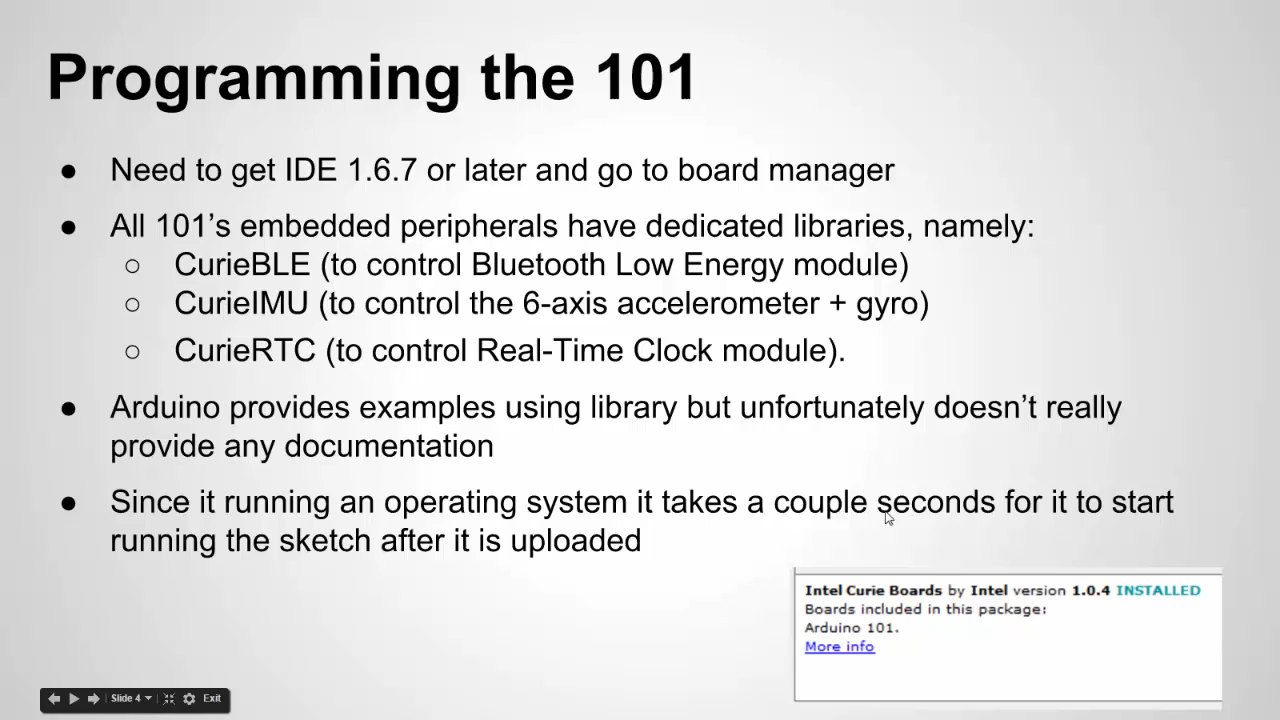 Programming the 101
● Need to get IDE 1.6.7 or later and go to board manager
● All 101’s embedded peripherals have dedicated libraries, namely:
○ CurieBLE (to control Bluetooth Low Energy module)
○ CurieIMU (to control the 6-axis accelerometer + gyro)
○ CurieRTC (to control Real-Time Clock module).
● Arduino provides examples using library but unfortunately doesn’t really
provide any documentation
● Since it running an operating system it takes a couple seconds for it to start
running the sketch after it is uploaded
Intel Curie Boards by Intel version 1.0.4 INSTALLED
Boards included in this package:
Arduino 101.
More info
Slide 4 Exit